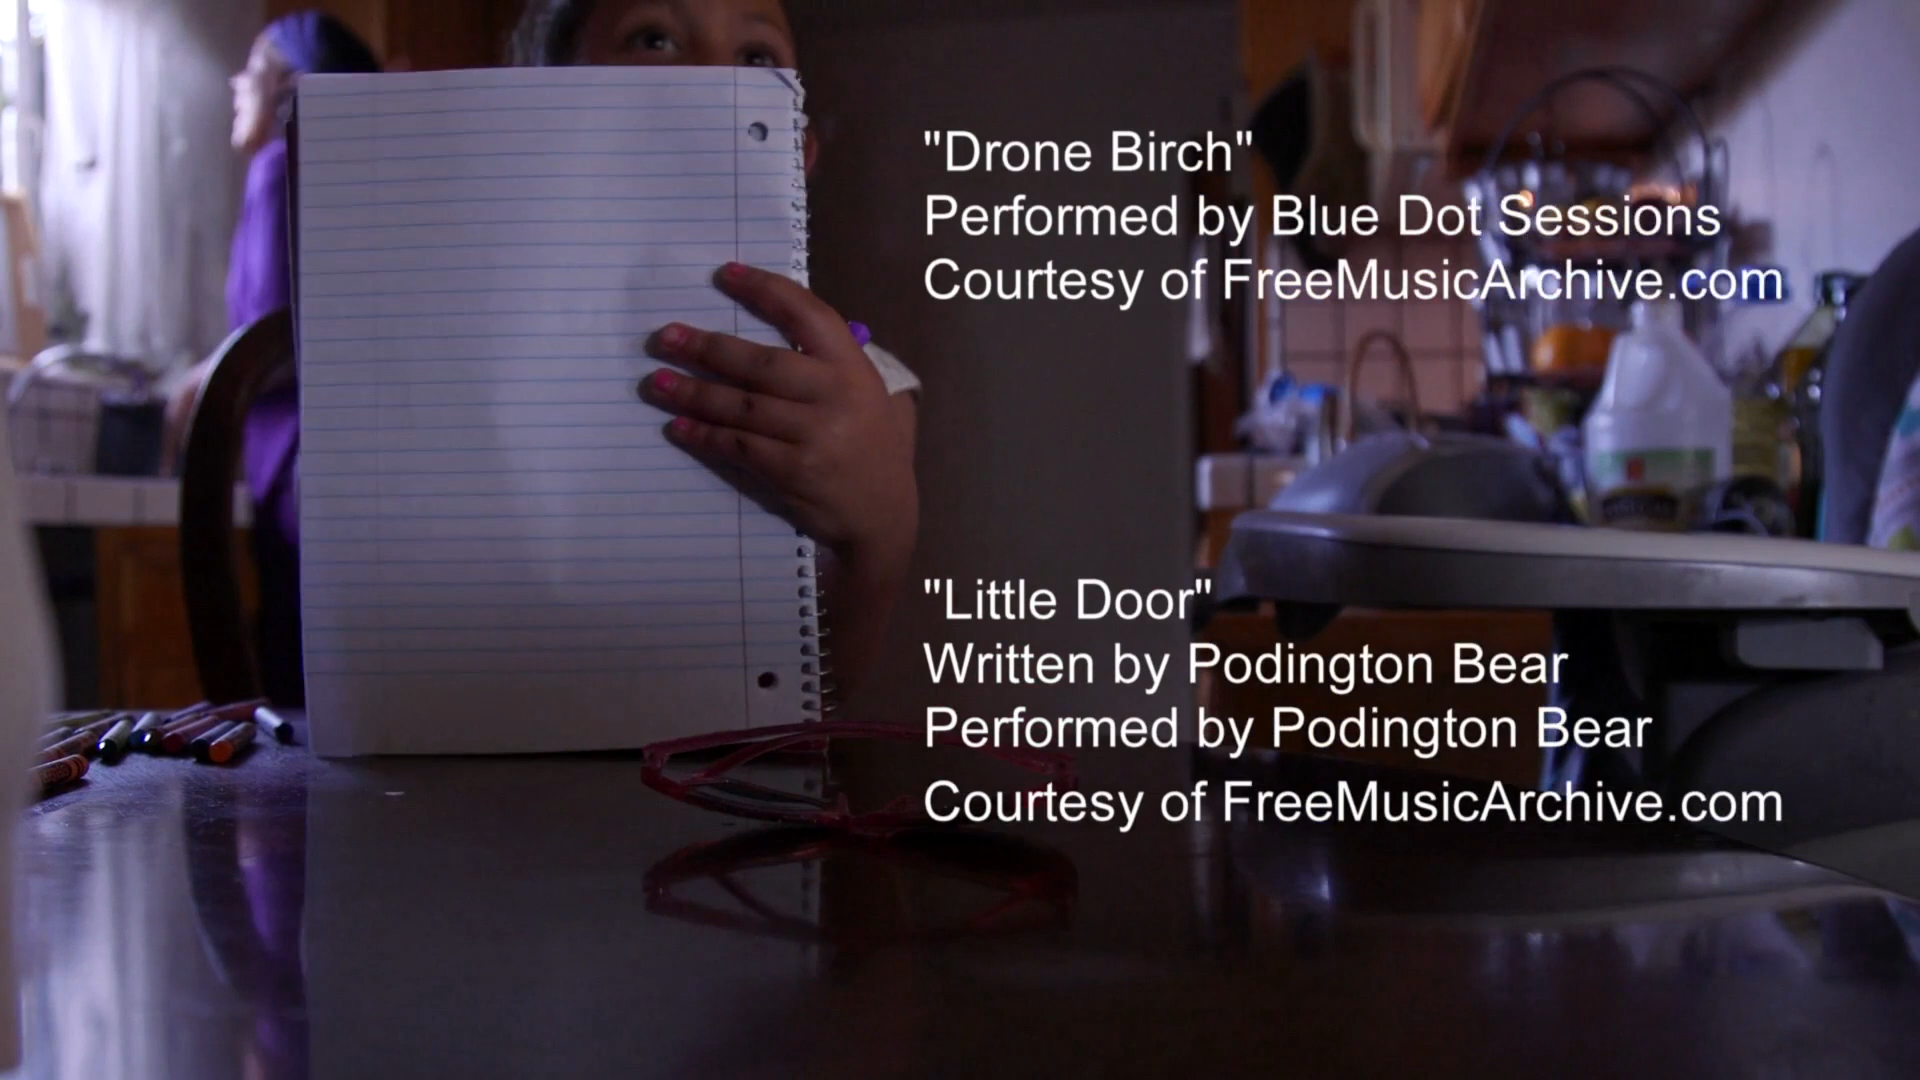 "Drone Birch"
Performed by Blue Dot Sessions
Courtesy of FreeMusicArchive.com
"Little Door"
Written by Podington Bear
Performed by Podington Bear
Courtesy of FreeMusicArchive.com